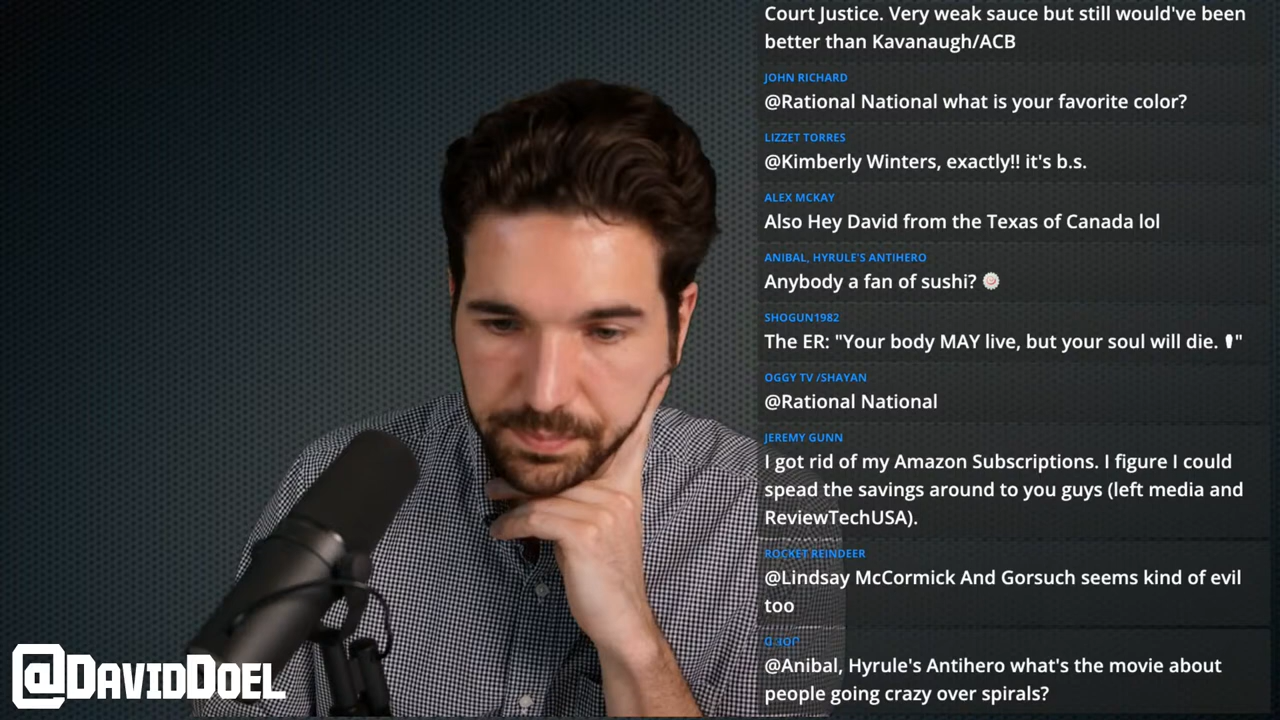 Court Justice. Very weak sauce but still would've been
better than Kavanaugh/ACB
JOHN RICHARD
@Rational National what is your favorite color?
LIZZET TORRES
@Kimberly Winters, exactly!! it's b.s.
ALEX MCKAY
Also Hey David from the Texas of Canada lol
ANIBAL, HYRULE'S ANTIHERO
Anybody a fan of sushi? 🍥
SHOGUN1982
The ER: "Your body MAY live, but your soul will die. "
OGGY TV /SHAYAN
@Rational National
JEREMY GUNN
I got rid of my Amazon Subscriptions. I figure I could
spead the savings around to you guys (left media and
ReviewTechUSA).
ROCKET REINDEER
@Lindsay McCormick And Gorsuch seems kind of evil
too
@Anibal, Hyrule's Antihero what's the movie about
people going crazy over spirals?
@DAVIDDOEL